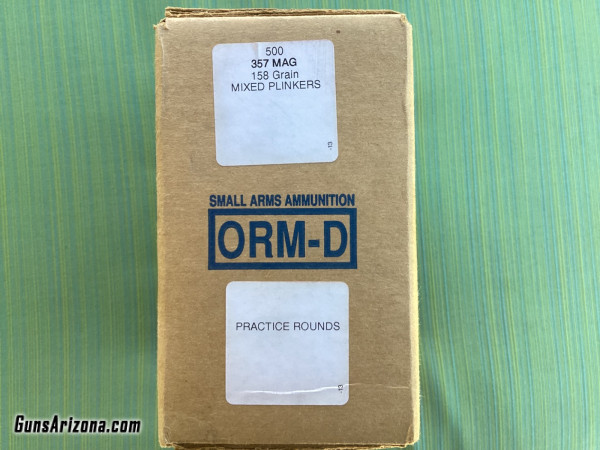 500
357 MAG
158 Grain
MIXED PLINKERS
-13
SMALL ARMS AMMUNITION
ORM-D
PRACTICE ROUNDS
-13
GunsArizona.com